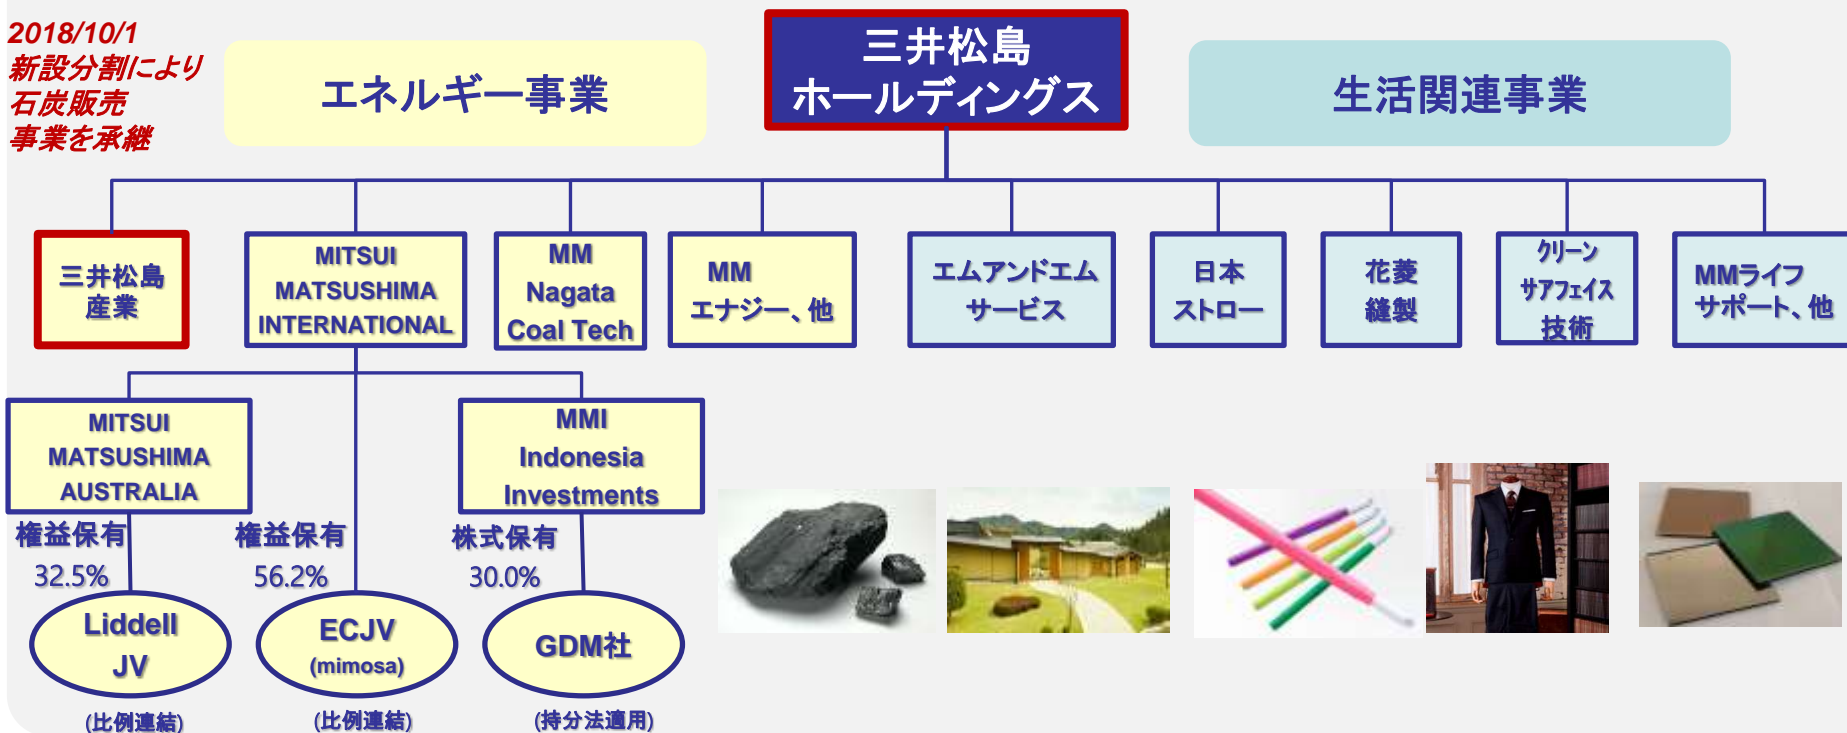 2018/10/1
新設分割により
石炭販売
事業を承継
エネルギー事業
三井松島
ホールディングス
生活関連事業
三井松島
産業
MITSUI
MATSUSHIMA
INTERNATIONAL
MM
Nagata
Coal Tech
MM
エナジー、他
エムアンドエム
サービス
日本
ストロー
花菱
縫製
クリーン
サアフェイス
技術
MMライフ
サポート、他
MITSUI
MATSUSHIMA
AUSTRALIA
MMI
Indonesia
Investments
権益保有
32.5%
権益保有
56.2%
株式保有
30.0%
Liddell
JV
ECJV
(mimosa)
GDM社
(比例連結)
(比例連結)
(持分法適用)